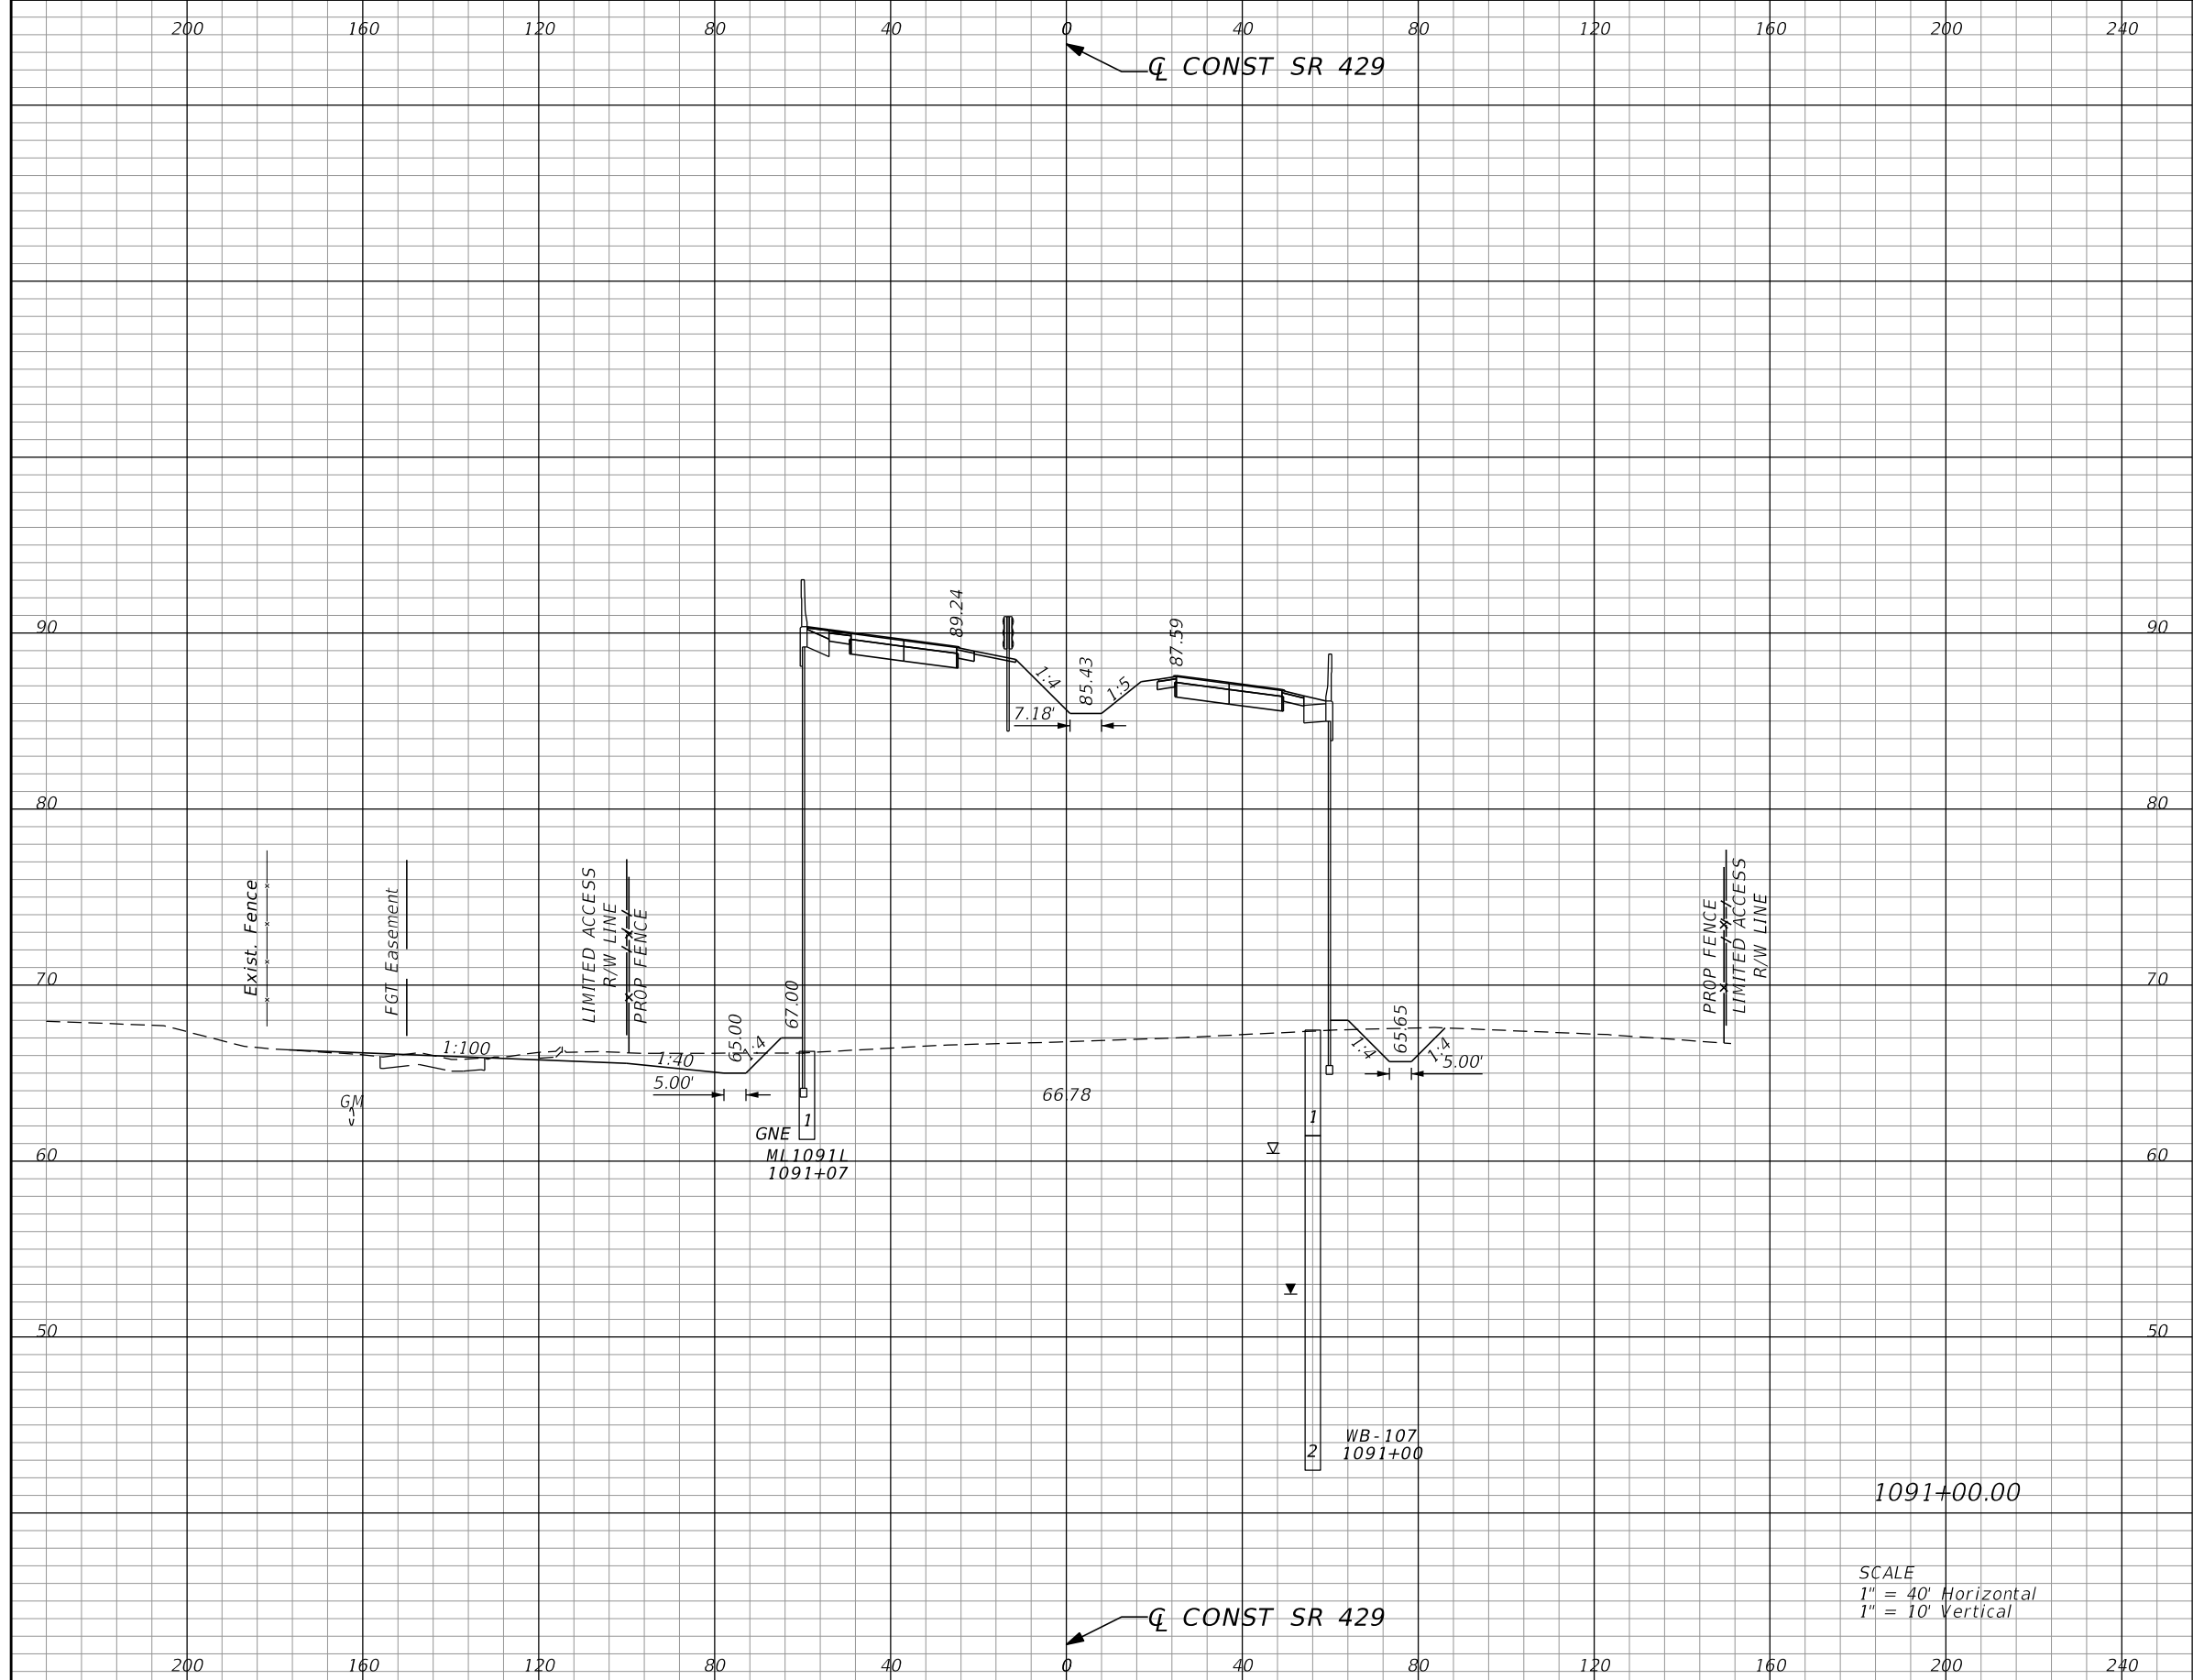 200 160 120 80 40 0 40 80 120 160 200 240
℄ CONST SR 429
90 90
89.24
87.59
1:4
85.43
1:5
7.18'
80 80
Exist. Fence
FGT Easement
LIMITED ACCESS
R/W LINE
PROP FENCE
PROP FENCE
LIMITED ACCESS
R/W LINE
70 70
67.00
65.00
1:4
1:100
1:40
5.00'
1:4
65.65
1:4
5.00'
66.78
GM
1
GNE
ML1091L
1091+07
1
60 60
50 50
2
WB-107
1091+00
1091+00.00
SCALE
1" = 40' Horizontal
1" = 10' Vertical
℄ CONST SR 429
200 160 120 80 40 0 40 80 120 160 200 240